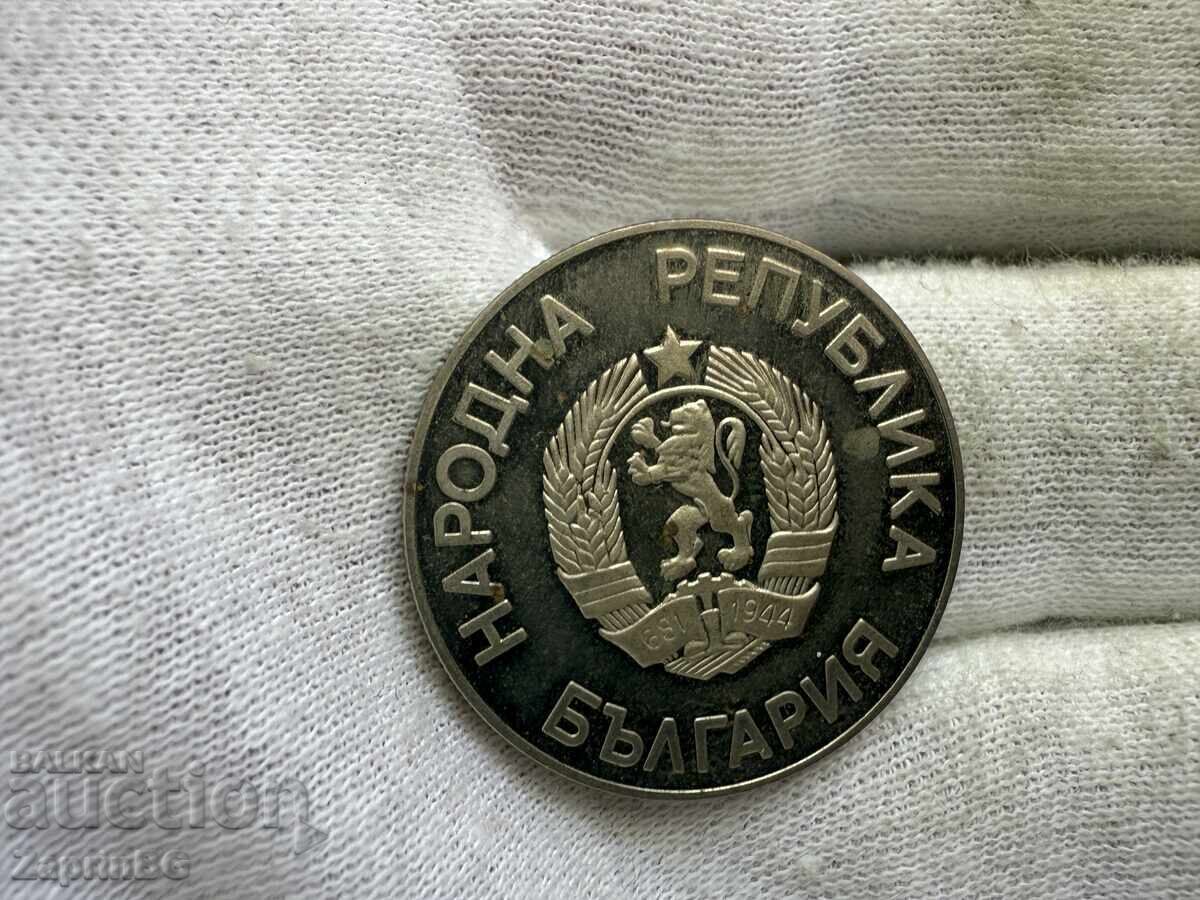 НАРОДНА РЕПУБЛИКА
БЪЛГАРИЯ
681 1944
BALKAN
auction
ZaprinBG